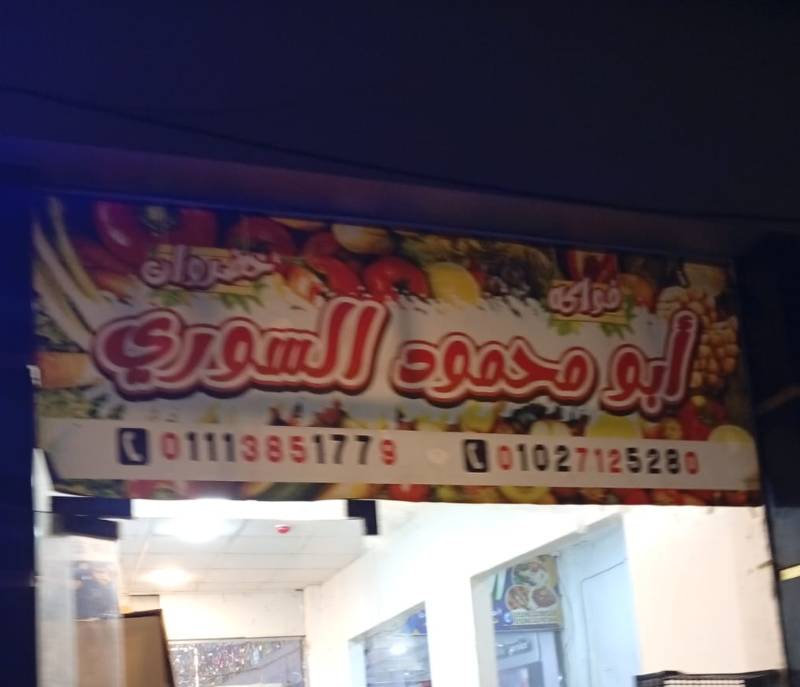 فواكه
خضروات
أبو محمود السوري
01113851779
01027125280